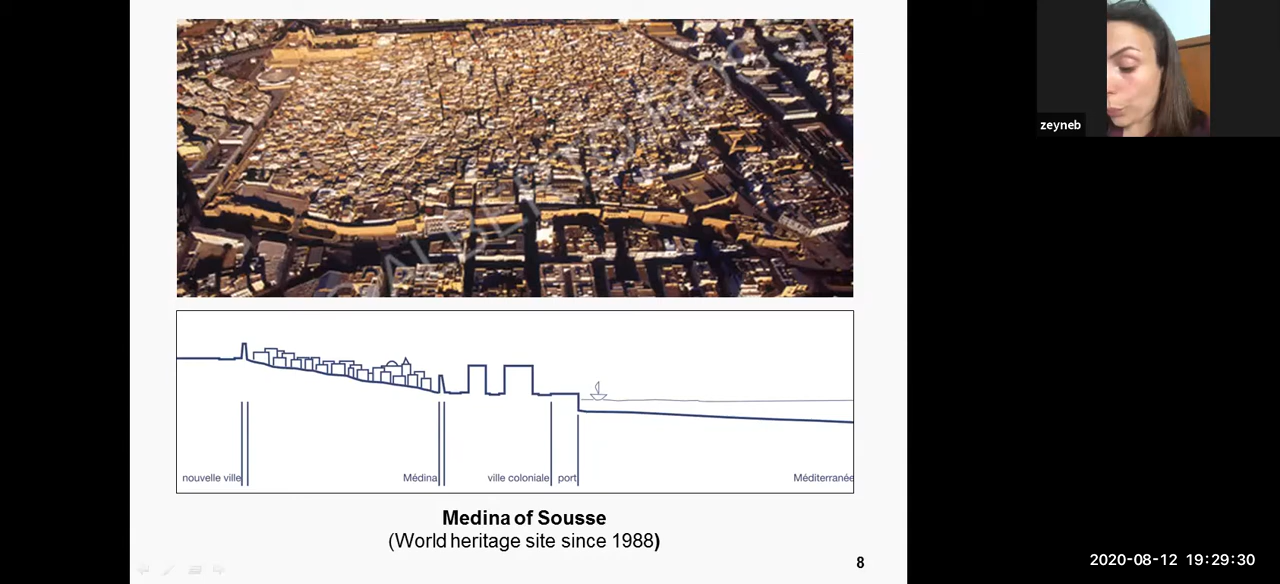 zeyneb
nouvelle ville
Médina
ville coloniale
port
Méditerranée
Medina of Sousse
(World heritage site since 1988)
8
2020-08-12 19:29:30